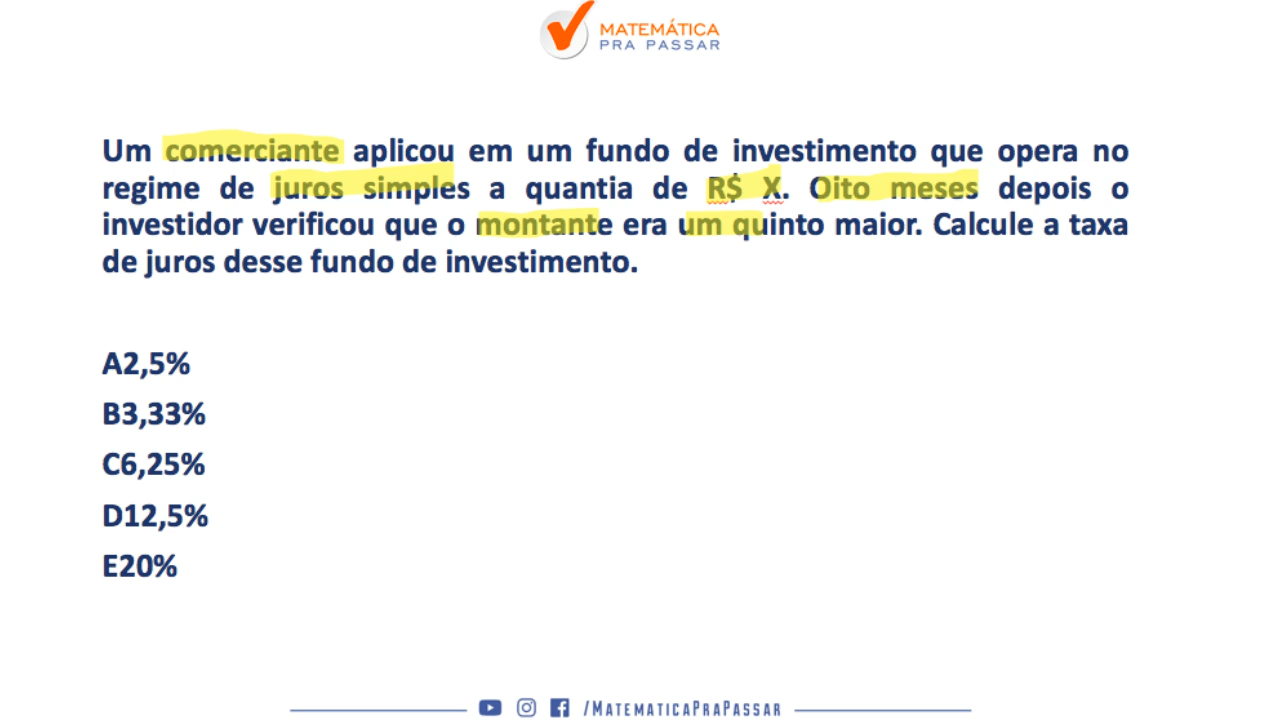 MATEMÁTICA
PRA PASSAR
Um comerciante aplicou em um fundo de investimento que opera no
regime de juros simples a quantia de R$ X. Oito meses depois o
investidor verificou que o montante era um quinto maior. Calcule a taxa
de juros desse fundo de investimento.
A2,5%
B3,33%
C6,25%
D12,5%
E20%
/MATEMATICAPRAPASSAR